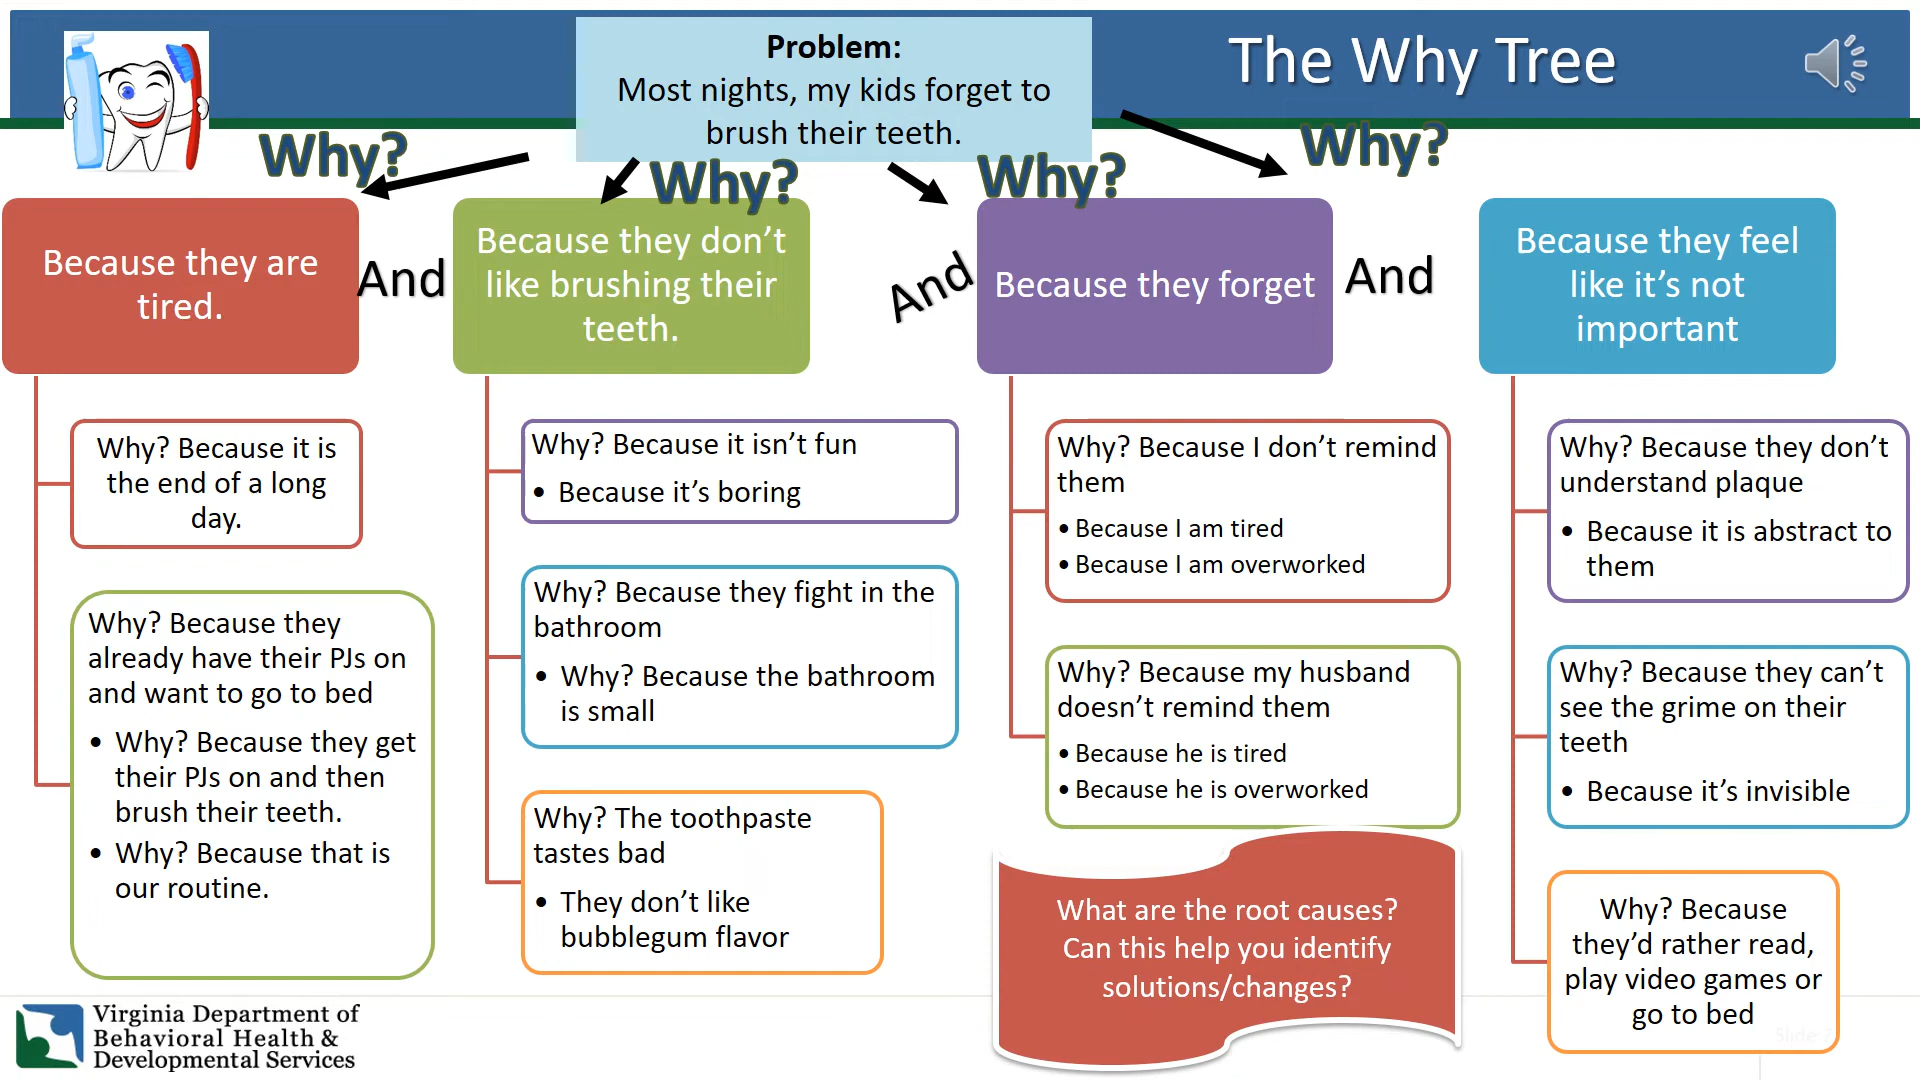 Problem:
Most nights, my kids forget to
brush their teeth.
The Why Tree
Why?
Why?
Why?
Why?
Because they are
tired.
And
Because they don’t
like brushing their
teeth.
And
Because they forget
And
Because they feel
like it’s not
important
Why? Because it is
the end of a long
day.
Why? Because they
already have their PJs on
and want to go to bed
• Why? Because they get
their PJs on and then
brush their teeth.
• Why? Because that is
our routine.
Why? Because it isn’t fun
• Because it’s boring
Why? Because they fight in the
bathroom
• Why? Because the bathroom
is small
Why? The toothpaste
tastes bad
• They don’t like
bubblegum flavor
Why? Because I don’t remind
them
• Because I am tired
• Because I am overworked
Why? Because my husband
doesn’t remind them
• Because he is tired
• Because he is overworked
What are the root causes?
Can this help you identify
solutions/changes?
Why? Because they don’t
understand plaque
• Because it is abstract to
them
Why? Because they can’t
see the grime on their
teeth
• Because it’s invisible
Why? Because
they’d rather read,
play video games or
go to bed
Virginia Department of
Behavioral Health &
Developmental Services
Slide